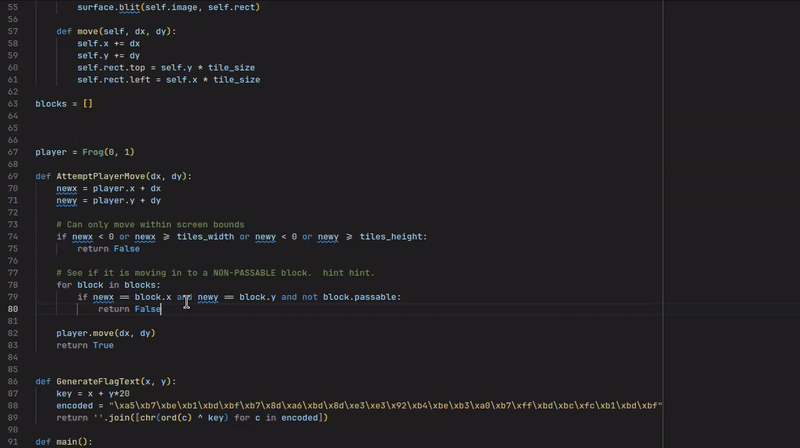 55 surface.blit(self.image, self.rect)
56
57 def move(self, dx, dy):
58 self.x += dx
59 self.y += dy
60 self.rect.top = self.y * tile_size
61 self.rect.left = self.x * tile_size
62
63 blocks = []
64
65
66
67 player = Frog(0, 1)
68
69 def AttemptPlayerMove(dx, dy):
70 newx = player.x + dx
71 newy = player.y + dy
72
73 # Can only move within screen bounds
74 if newx < 0 or newx >= tiles_width or newy < 0 or newy >= tiles_height:
75 return False
76
77 # See if it is moving in to a NON-PASSABLE block.  hint hint.
78 for block in blocks:
79 if newx == block.x and newy == block.y and not block.passable:
80 return False
81
82 player.move(dx, dy)
83 return True
84
85
86 def GenerateFlagText(x, y):
87 key = x + y*20
88 encoded = "\xa5\xb7\xbe\xb1\xbd\xbf\xb7\x8d\xa6\xbd\x8d\xe3\xe3\x92\xb4\xbe\xb3\xa0\xb7\xff\xbd\xbc\xfc\xb1\xbd\xbf"
89 return ''.join([chr(ord(c) ^ key) for c in encoded])
90
91 def main():